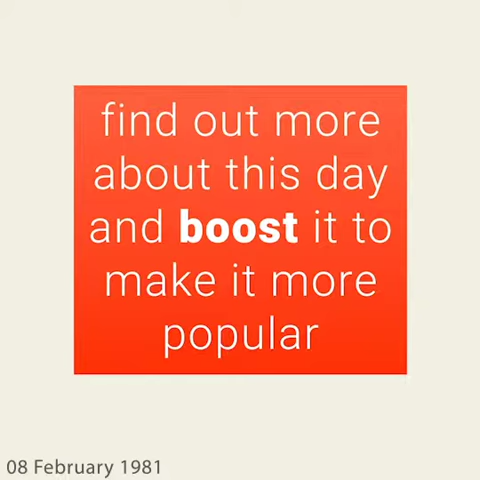 find out more
about this day
and boost it to
make it more
popular
08 February 1981